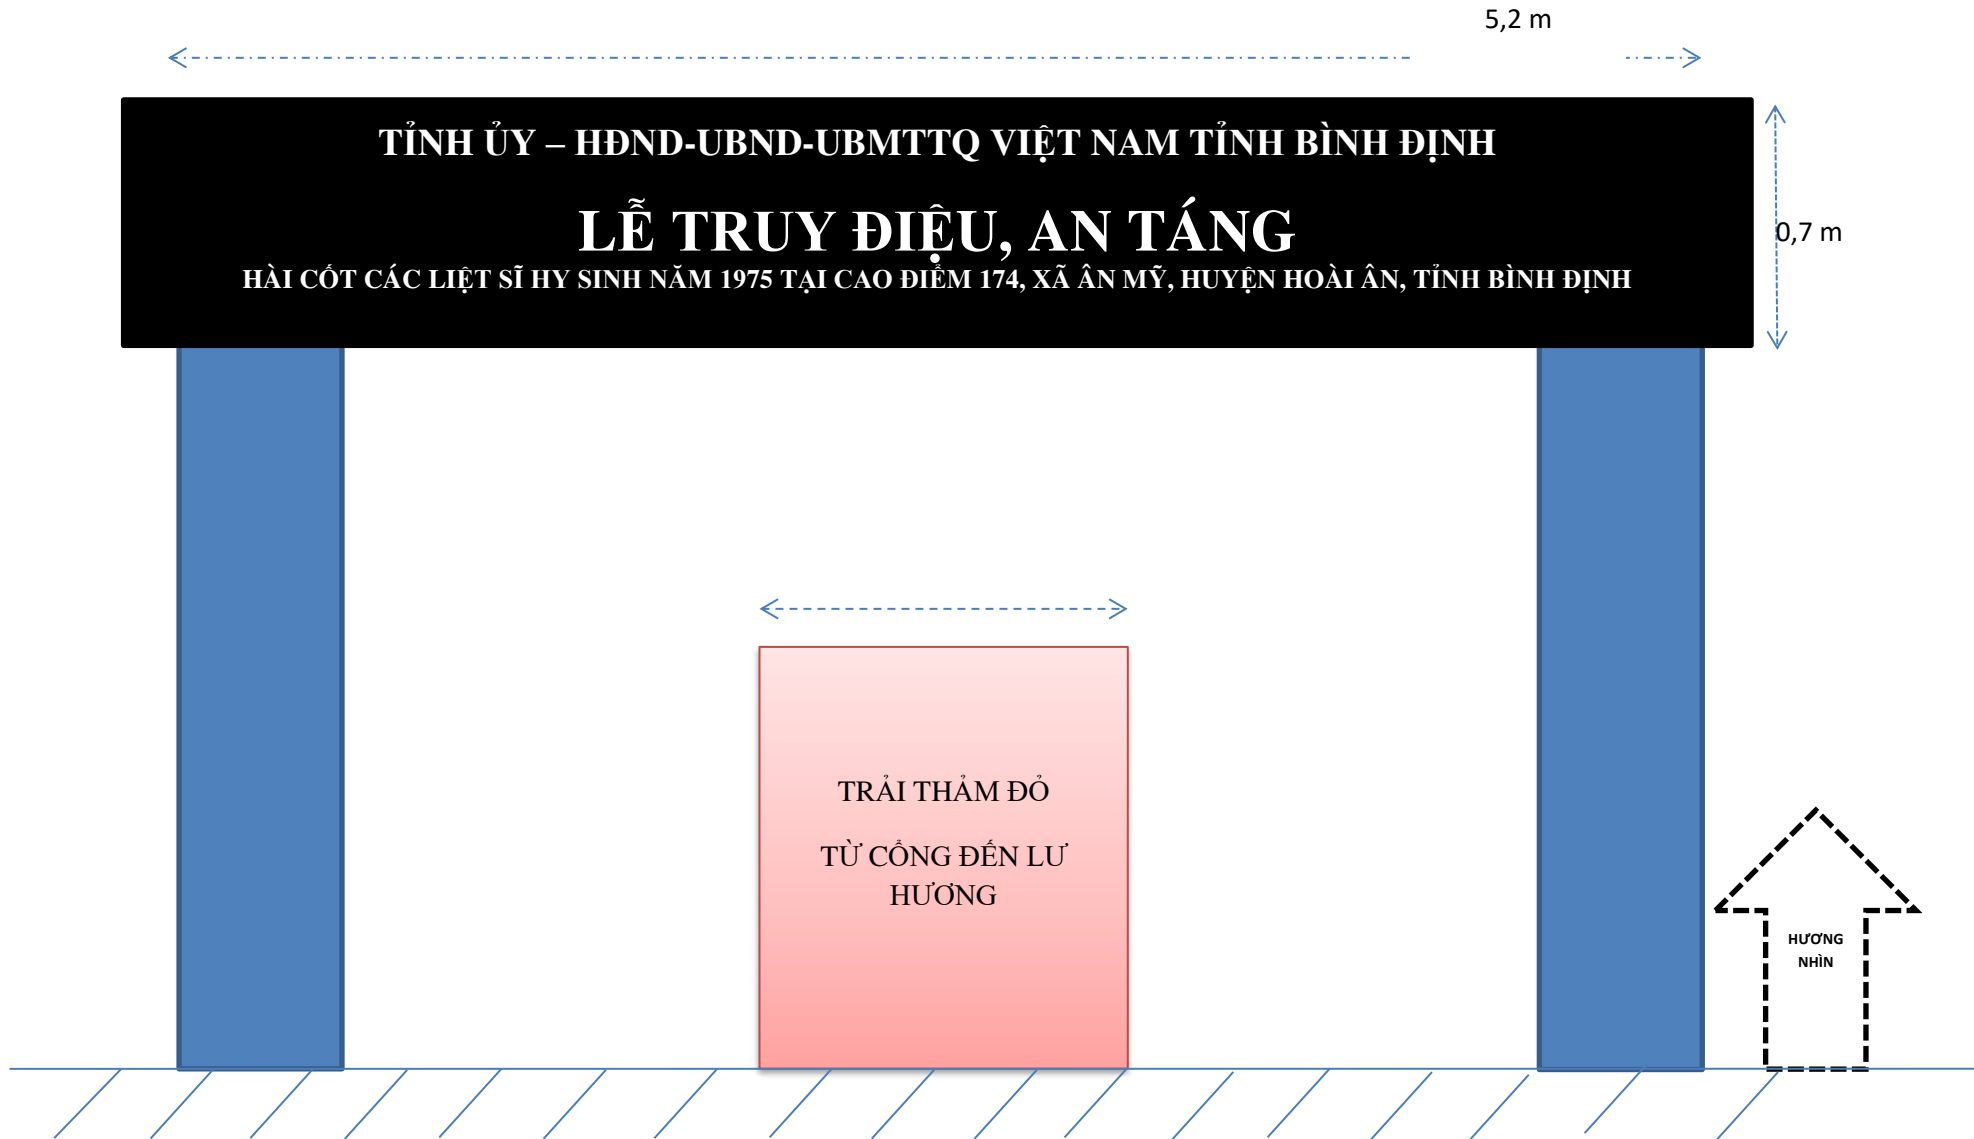 5,2 m
TỈNH ỦY – HĐND-UBND-UBMTTQ VIỆT NAM TỈNH BÌNH ĐỊNH
LỄ TRUY ĐIỆU, AN TÁNG
0,7 m
HÀI CỐT CÁC LIỆT SĨ HY SINH NĂM 1975 TẠI CAO ĐIỂM 174, XÃ ÂN MỸ, HUYỆN HOÀI ÂN, TỈNH BÌNH ĐỊNH
TRẢI THẢM ĐỎ
TỪ CỔNG ĐẾN LƯ
HƯƠNG
HƯƠNG
NHÌN